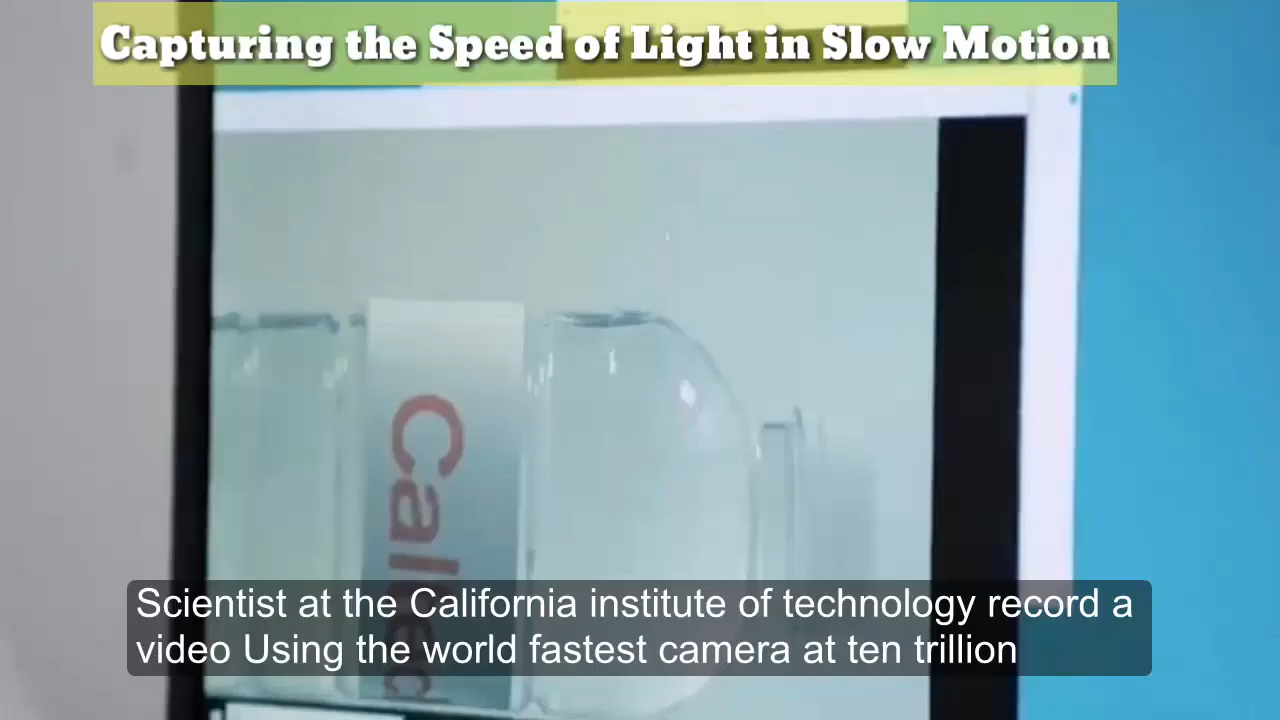 Capturing the Speed of Light in Slow Motion
Caltec
Scientist at the California institute of technology record a
video Using the world fastest camera at ten trillion